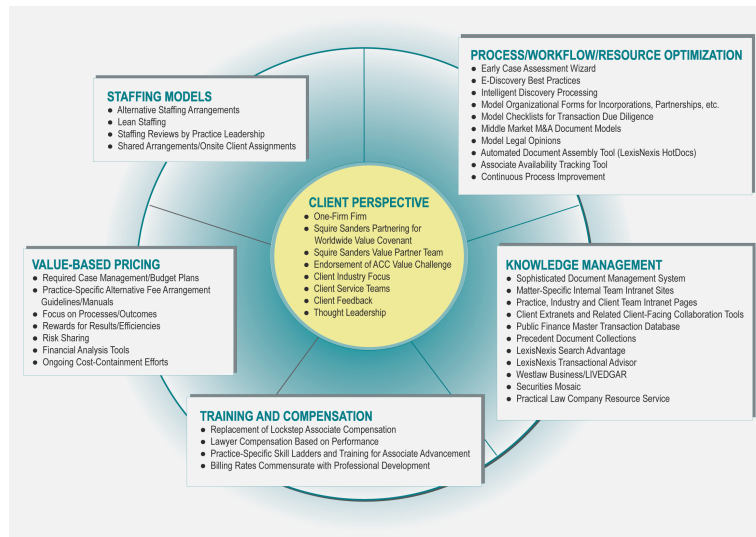 PROCESS/WORKFLOW/RESOURCE OPTIMIZATION
● Early Case Assessment Wizard
● E-Discovery Best Practices
● Intelligent Discovery Processing
● Model Organizational Forms for Incorporations, Partnerships, etc.
● Model Checklists for Transaction Due Diligence
● Middle Market M&A Document Models
● Model Legal Opinions
● Automated Document Assembly Tool (LexisNexis HotDocs)
● Associate Availability Tracking Tool
● Continuous Process Improvement
STAFFING MODELS
● Alternative Staffing Arrangements
● Lean Staffing
● Staffing Reviews by Practice Leadership
● Shared Arrangements/Onsite Client Assignments
CLIENT PERSPECTIVE
● One-Firm Firm
● Squire Sanders Partnering for
Worldwide Value Covenant
● Squire Sanders Value Partner Team
● Endorsement of ACC Value Challenge
● Client Industry Focus
● Client Service Teams
● Client Feedback
● Thought Leadership
VALUE-BASED PRICING
● Required Case Management/Budget Plans
● Practice-Specific Alternative Fee Arrangement
Guidelines/Manuals
● Focus on Processes/Outcomes
● Rewards for Results/Efficiencies
● Risk Sharing
● Financial Analysis Tools
● Ongoing Cost-Containment Efforts
KNOWLEDGE MANAGEMENT
● Sophisticated Document Management System
● Matter-Specific Internal Team Intranet Sites
● Practice, Industry and Client Team Intranet Pages
● Client Extranets and Related Client-Facing Collaboration Tools
● Public Finance Master Transaction Database
● Precedent Document Collections
● LexisNexis Search Advantage
● LexisNexis Transactional Advisor
● Westlaw Business/LIVEDGAR
● Securities Mosaic
● Practical Law Company Resource Service
TRAINING AND COMPENSATION
● Replacement of Lockstep Associate Compensation
● Lawyer Compensation Based on Performance
● Practice-Specific Skill Ladders and Training for Associate Advancement
● Billing Rates Commensurate with Professional Development